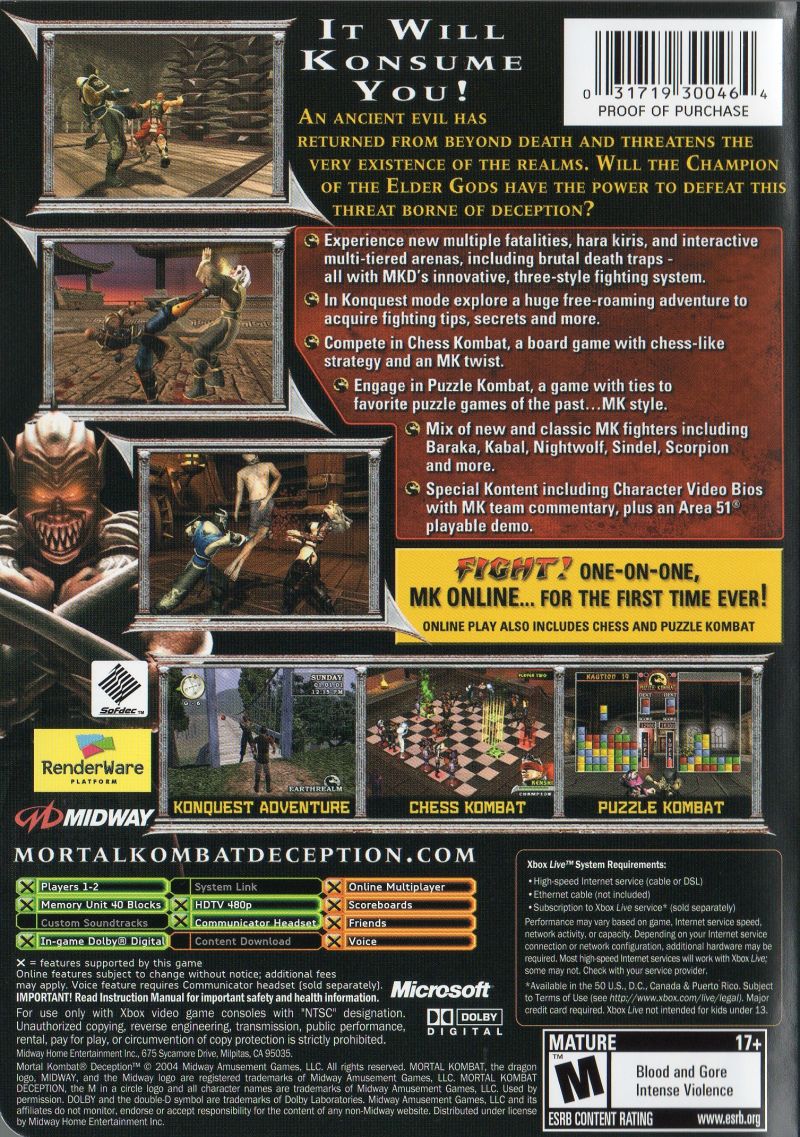 IT WILL
KONSUME
YOU!
0 31719 30046 4
PROOF OF PURCHASE
AN ANCIENT EVIL HAS
RETURNED FROM BEYOND DEATH AND THREATENS THE
VERY EXISTENCE OF THE REALMS. WILL THE CHAMPION
OF THE ELDER GODS HAVE THE POWER TO DEFEAT THIS
THREAT BORNE OF DECEPTION?
Experience new multiple fatalities, hara kiris, and interactive
multi-tiered arenas, including brutal death traps -
all with MKD's innovative, three-style fighting system.
In Konquest mode explore a huge free-roaming adventure to
acquire fighting tips, secrets and more.
Compete in Chess Kombat, a board game with chess-like
strategy and an MK twist.
Engage in Puzzle Kombat, a game with ties to
favorite puzzle games of the past...MK style.
Mix of new and classic MK fighters including
Baraka, Kabal, Nightwolf, Sindel, Scorpion
and more.
Special Kontent including Character Video Bios
with MK team commentary, plus an Area 51®
playable demo.
FIGHT! ONE-ON-ONE,
MK ONLINE... FOR THE FIRST TIME EVER!
ONLINE PLAY ALSO INCLUDES CHESS AND PUZZLE KOMBAT
Sofdec™
RenderWare
PLATFORM
MIDWAY
SUNDAY
01:01:01
12:15 PM
EARTHREALM
KONQUEST ADVENTURE
PLAYER TWO
KENSHI
CHAMPION
CHESS KOMBAT
KAUTION 19
PUZZLE KOMBAT
NEXT
NEXT
SCORE
SCORE
PUZZLE KOMBAT
MORTALKOMBATDECEPTION.COM
X Players 1-2
System Link
X Online Multiplayer
X Memory Unit 40 Blocks
X HDTV 480p
X Scoreboards
Custom Soundtracks
X Communicator Headset
X Friends
X In-game Dolby® Digital
Content Download
X Voice
X = features supported by this game
Online features subject to change without notice; additional fees
may apply. Voice feature requires Communicator headset (sold separately).
IMPORTANT! Read Instruction Manual for important safety and health information.
For use only with Xbox video game consoles with "NTSC" designation.
Unauthorized copying, reverse engineering, transmission, public performance,
rental, pay for play, or circumvention of copy protection is strictly prohibited.
Midway Home Entertainment Inc., 675 Sycamore Drive, Milpitas, CA 95035.
Mortal Kombat® Deception™ © 2004 Midway Amusement Games, LLC. All rights reserved. MORTAL KOMBAT, the dragon
logo, MIDWAY, and the Midway logo are registered trademarks of Midway Amusement Games, LLC. MORTAL KOMBAT
DECEPTION, the M in a circle logo and all character names are trademarks of Midway Amusement Games, LLC. Used by
permission. DOLBY and the double-D symbol are trademarks of Dolby Laboratories. Midway Amusement Games, LLC and its
affiliates do not monitor, endorse or accept responsibility for the content of any non-Midway website. Distributed under license
by Midway Home Entertainment Inc.
Microsoft
DOLBY
DIGITAL
Xbox Live™ System Requirements:
• High-speed Internet service (cable or DSL)
• Ethernet cable (not included)
• Subscription to Xbox Live service* (sold separately)
Performance may vary based on game, Internet service speed,
network activity, or capacity. Depending on your Internet service
connection or network configuration, additional hardware may be
required. Most high-speed Internet services will work with Xbox Live;
some may not. Check with your service provider.
*Available in the 50 U.S., D.C., Canada & Puerto Rico. Subject
to Terms of Use (see http://www.xbox.com/live/legal). Major
credit card required. Xbox Live not intended for kids under 13.
MATURE 17+
M
TM
Blood and Gore
Intense Violence
ESRB CONTENT RATING www.esrb.org